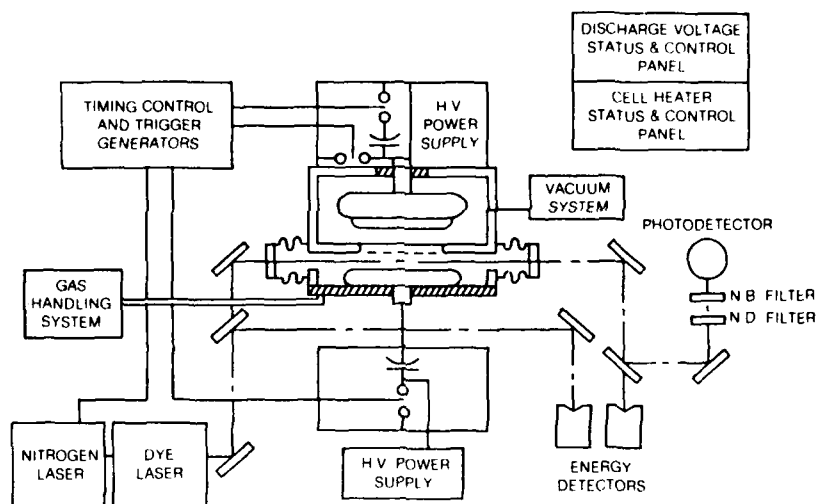 DISCHARGE VOLTAGE
STATUS & CONTROL
PANEL
CELL HEATER
STATUS & CONTROL
PANEL
TIMING CONTROL
AND TRIGGER
GENERATORS
H V
POWER
SUPPLY
VACUUM
SYSTEM
PHOTODETECTOR
GAS
HANDLING
SYSTEM
N B FILTER
N D FILTER
NITROGEN
LASER
DYE
LASER
H V POWER
SUPPLY
ENERGY
DETECTORS